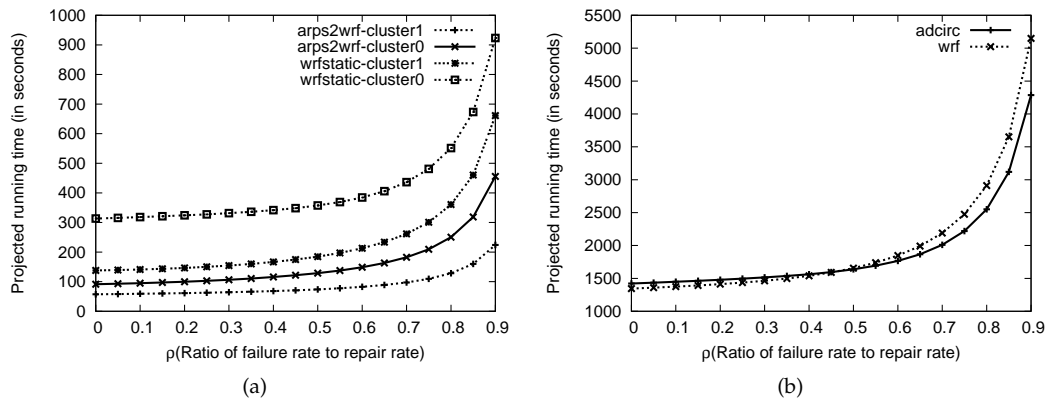 1000
900
800
700
600
500
400
300
200
100
0
Projected running time (in seconds)
arps2wrf-cluster1
arps2wrf-cluster0
wrfstatic-cluster1
wrfstatic-cluster0
0 0.1 0.2 0.3 0.4 0.5 0.6 0.7 0.8 0.9
ρ(Ratio of failure rate to repair rate)
(a)
5500
5000
4500
4000
3500
3000
2500
2000
1500
1000
Projected running time (in seconds)
adcirc
wrf
0 0.1 0.2 0.3 0.4 0.5 0.6 0.7 0.8 0.9
ρ(Ratio of failure rate to repair rate)
(b)